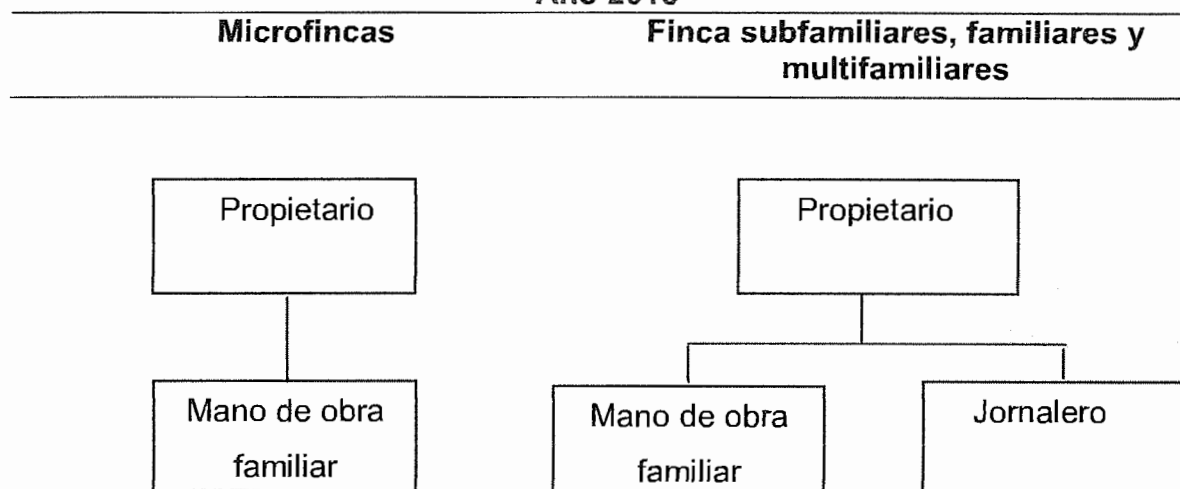 Microfincas
Finca subfamiliares, familiares y
multifamiliares
Propietario
Propietario
Mano de obra
familiar
Mano de obra
familiar
Jornalero